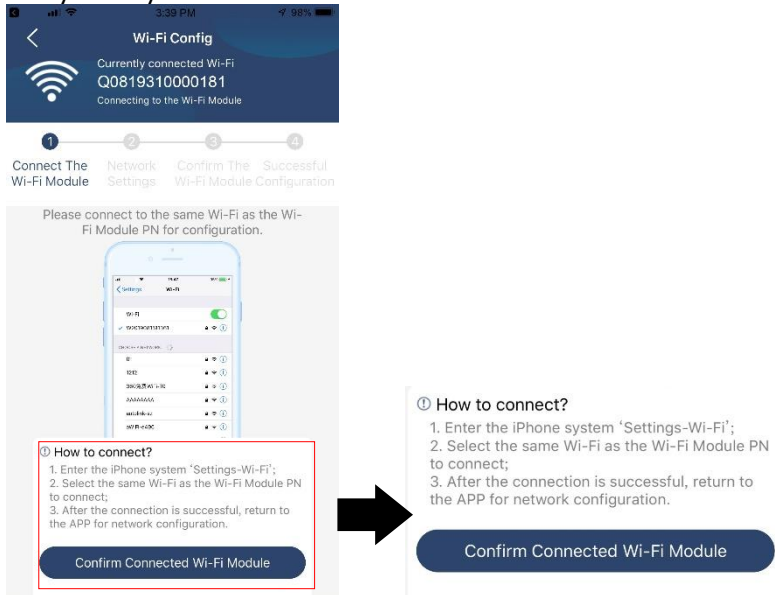 3:39 PM
98%
Wi-Fi Config
Currently connected Wi-Fi
Q0819310000181
Connecting to the Wi-Fi Module
1 2 3 4
Connect The Network Confirm The Successful
Wi-Fi Module Settings Wi-Fi Module Configuration
Please connect to the same Wi-Fi as the Wi-
Fi Module PN for configuration.
Settings Wi-Fi
Wi-Fi
AAAAAAAA
How to connect?
1. Enter the iPhone system ‘Settings-Wi-Fi’;
2. Select the same Wi-Fi as the Wi-Fi Module PN
to connect;
3. After the connection is successful, return to
the APP for network configuration.
Confirm Connected Wi-Fi Module
How to connect?
1. Enter the iPhone system ‘Settings-Wi-Fi’;
2. Select the same Wi-Fi as the Wi-Fi Module PN
to connect;
3. After the connection is successful, return to
the APP for network configuration.
Confirm Connected Wi-Fi Module